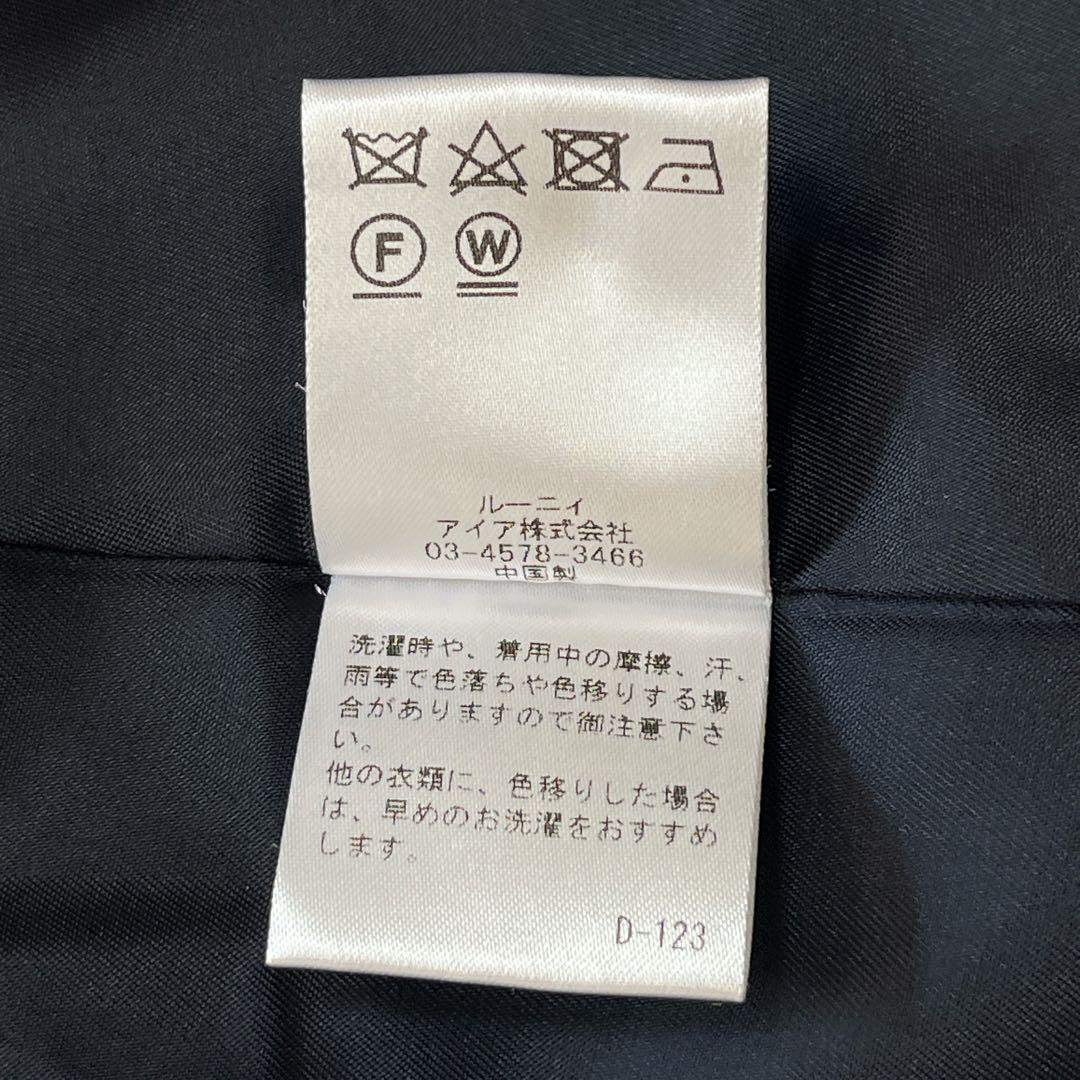 F W
ルーニィ
アイア株式会社
03-4578-3466
中国製
洗濯時や、着用中の摩擦、汗、
雨等で色落ちや色移りする場
合がありますので御注意下さ
い。
他の衣類に、色移りした場合
は、早めのお洗濯をおすすめ
します。
D-123